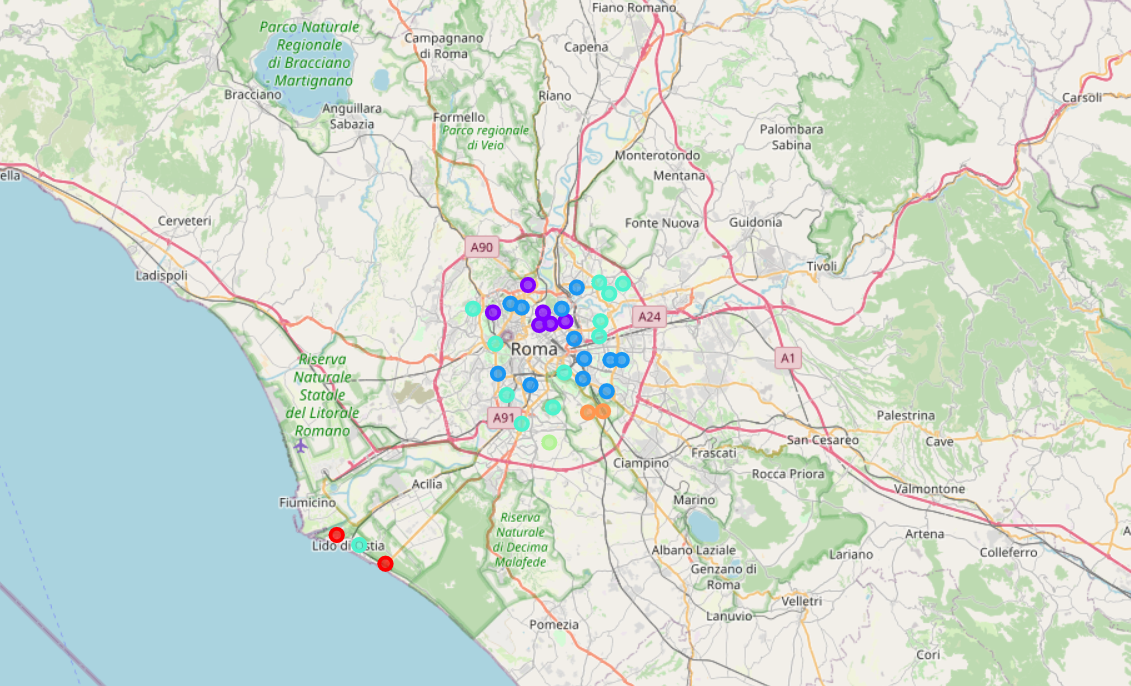 Fiano Romano
Parco Naturale
Regionale
di Bracciano
- Martignano
Campagnano
di Roma
Capena
Bracciano
Anguillara
Sabazia
Riano
Carsoli
Formello
Parco regionale
di Veio
Palombara
Sabina
Monterotondo
Mentana
ella
Cerveteri
Fonte Nuova
Guidonia
A90
Ladispoli
Tivoli
A24
Roma
A1
Riserva
Naturale
Statale
del Litorale
Romano
A91
Palestrina
San Cesareo
Cave
Frascati
Ciampino
Rocca Priora
Acilia
Valmontone
Fiumicino
Marino
Riserva
Naturale
di Decima
Malafede
Artena
Lido di Ostia
Albano Laziale
Lariano
Colleferro
A
Genzano di
Roma
Velletri
Lanuvio
Pomezia
Cori